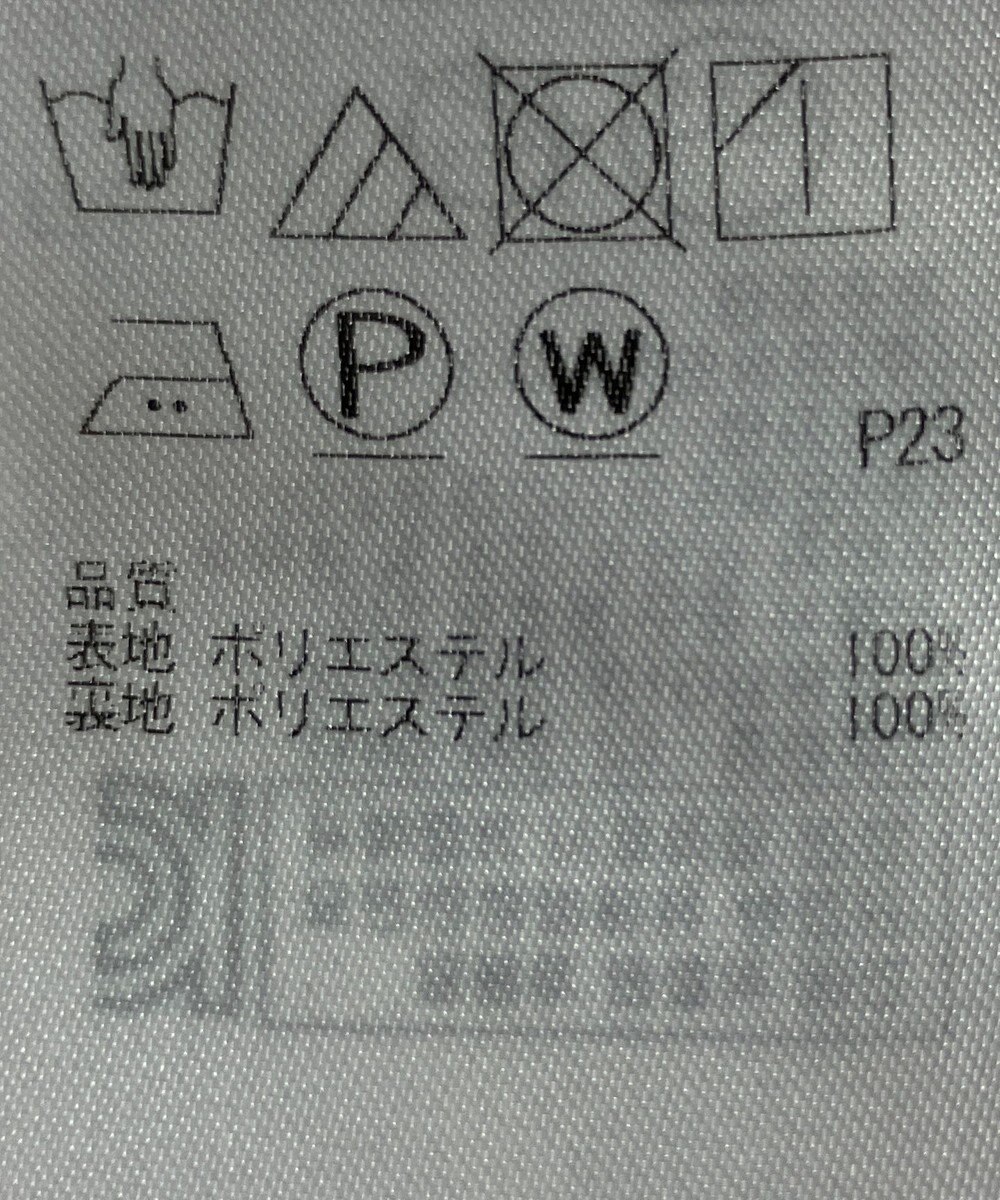 P W P23
品質
表地 ポリエステル 100%
裏地 ポリエステル 100%